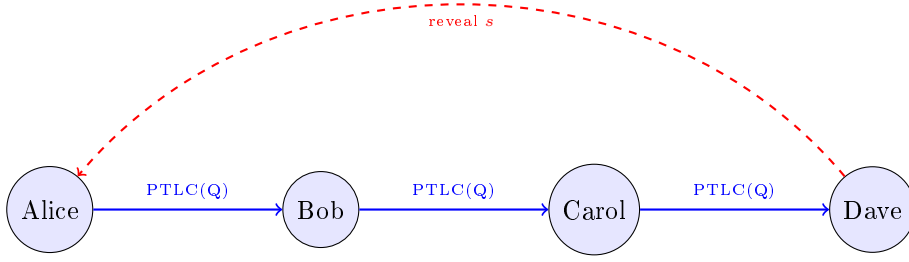 reveal s
PTLC(Q) PTLC(Q) PTLC(Q)
Alice Bob Carol Dave